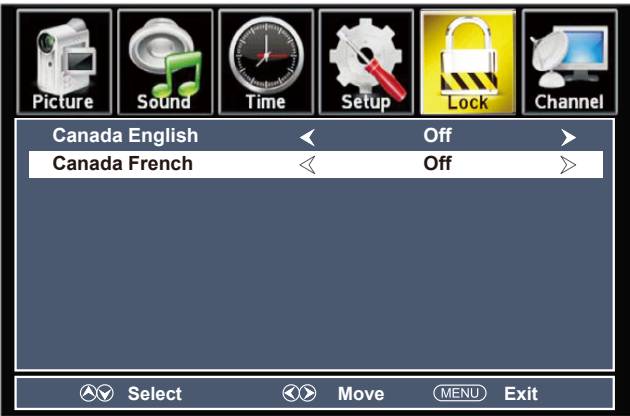 Picture Sound Time Setup Lock Channel
Canada English Off
Canada French Off
Select Move MENU Exit